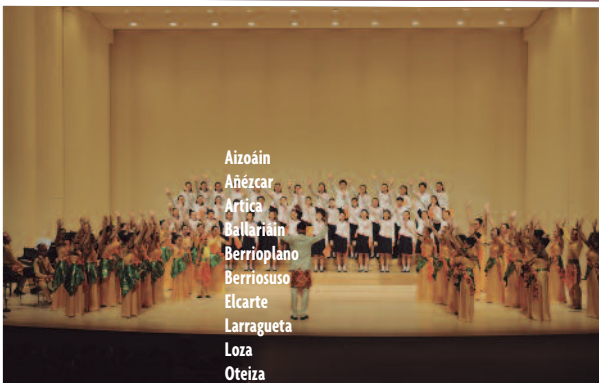 Aizoáin
Añézcar
Artica
Ballariáin
Berrioplano
Berriosuso
Elcarte
Larragueta
Loza
Oteiza